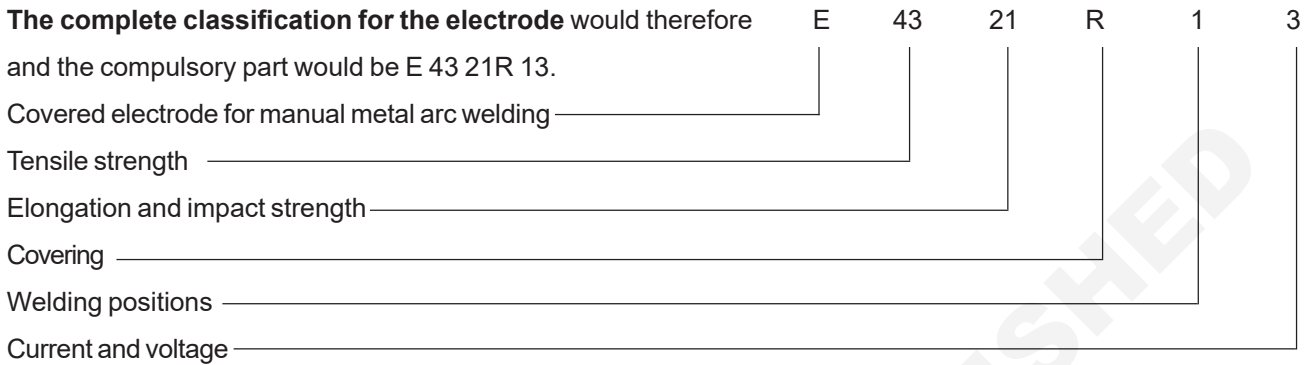 The complete classification for the electrode would therefore E 43 21 R 1 3
and the compulsory part would be E 43 21R 13.
Covered electrode for manual metal arc welding
Tensile strength
Elongation and impact strength
Covering
Welding positions
Current and voltage
SHED